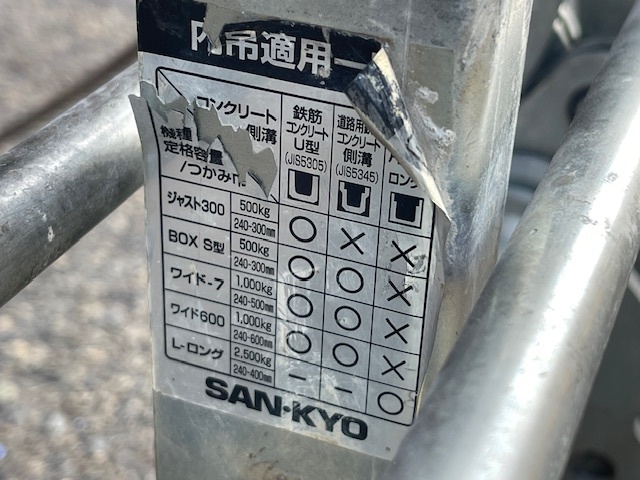 内吊適用一
コンクリート
側溝
機種
定格容量
/つかみ巾
鉄筋
コンクリート
U型
(JIS5305)
道路用鉄
コンクリート
側溝
(JIS5345)
ロング
ジャスト300 500kg 240-300mm ○ × ×
BOX S型 500kg 240-300mm ○ ○ ×
ワイド-7 1,000kg 240-500mm ○ ○ ×
ワイド600 1,000kg 240-600mm ○ ○ ×
L-ロング 2,500kg 240-400mm − − ○
SAN・KYO